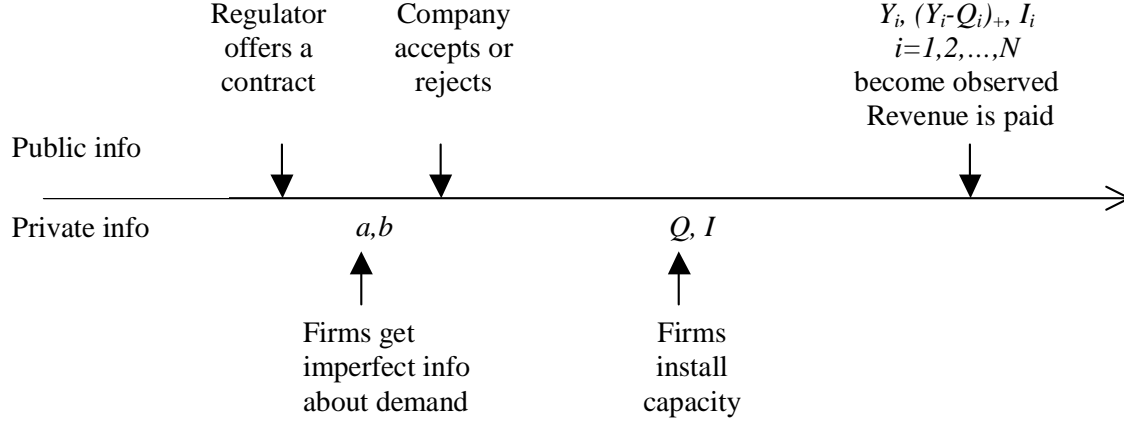 Regulator
offers a
contract
Company
accepts or
rejects
Yᵢ, (Yᵢ-Qᵢ)₊, Iᵢ
i=1,2,...,N
become observed
Revenue is paid
Public info
Private info
a,b
Q, I
Firms get
imperfect info
about demand
Firms
install
capacity